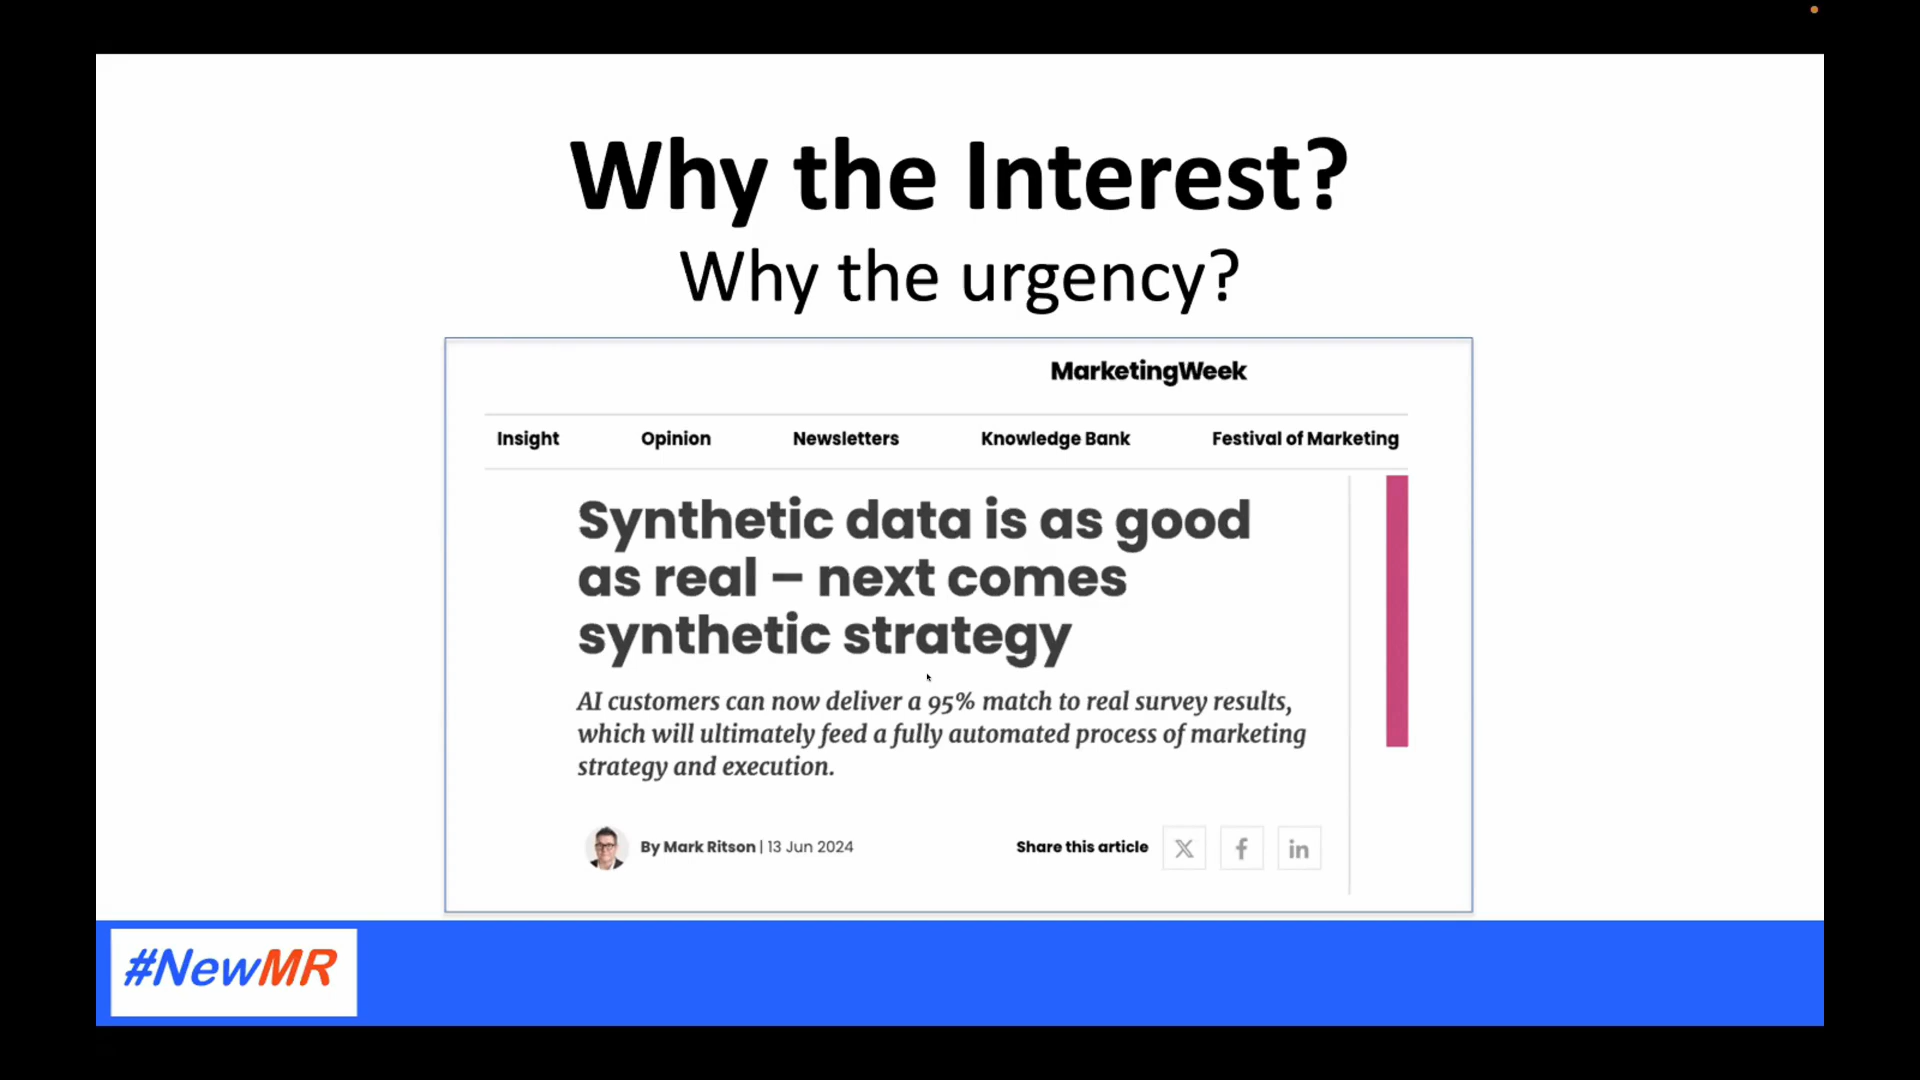 Why the Interest?
Why the urgency?
MarketingWeek
Insight Opinion Newsletters Knowledge Bank Festival of Marketing
Synthetic data is as good
as real – next comes
synthetic strategy
AI customers can now deliver a 95% match to real survey results,
which will ultimately feed a fully automated process of marketing
strategy and execution.
By Mark Ritson | 13 Jun 2024 Share this article
#NewMR